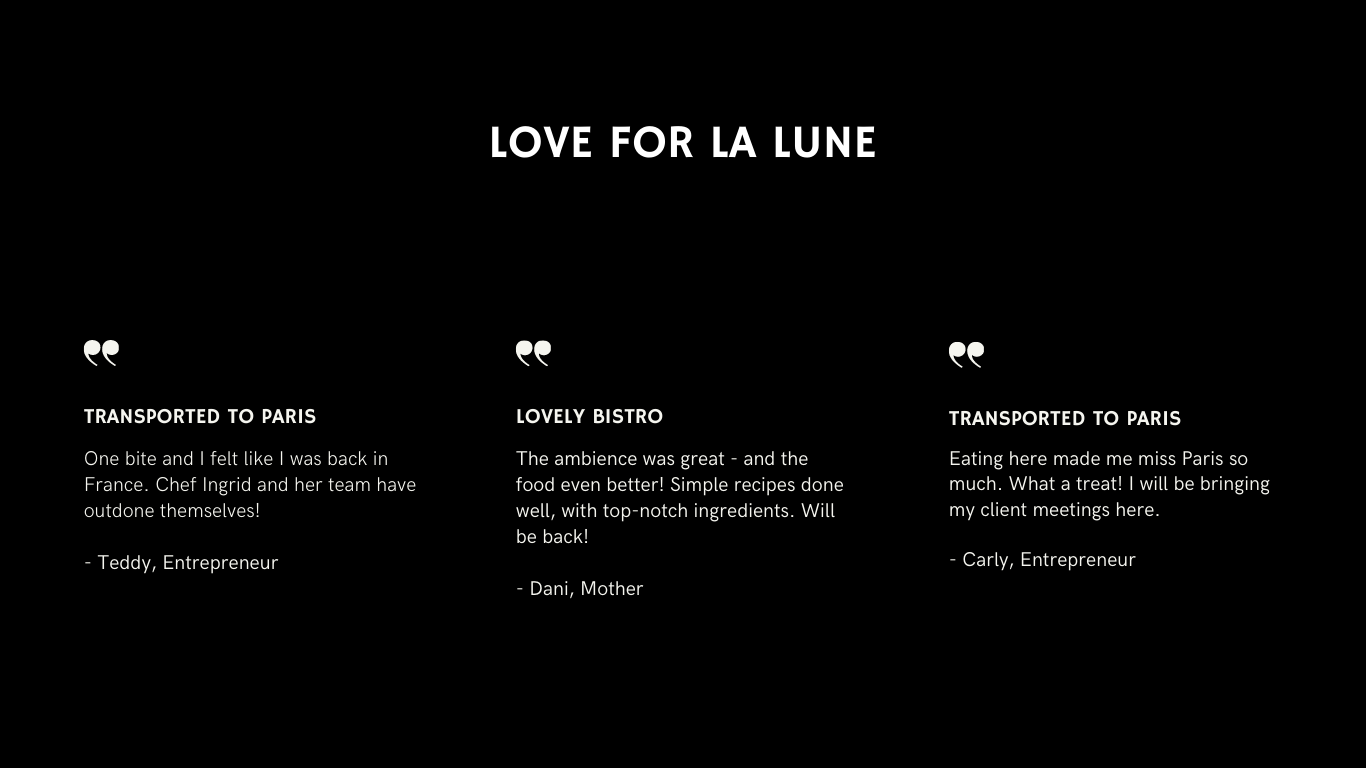 LOVE FOR LA LUNE
TRANSPORTED TO PARIS
One bite and I felt like I was back in
France. Chef Ingrid and her team have
outdone themselves!
- Teddy, Entrepreneur
LOVELY BISTRO
The ambience was great - and the
food even better! Simple recipes done
well, with top-notch ingredients. Will
be back!
- Dani, Mother
TRANSPORTED TO PARIS
Eating here made me miss Paris so
much. What a treat! I will be bringing
my client meetings here.
- Carly, Entrepreneur